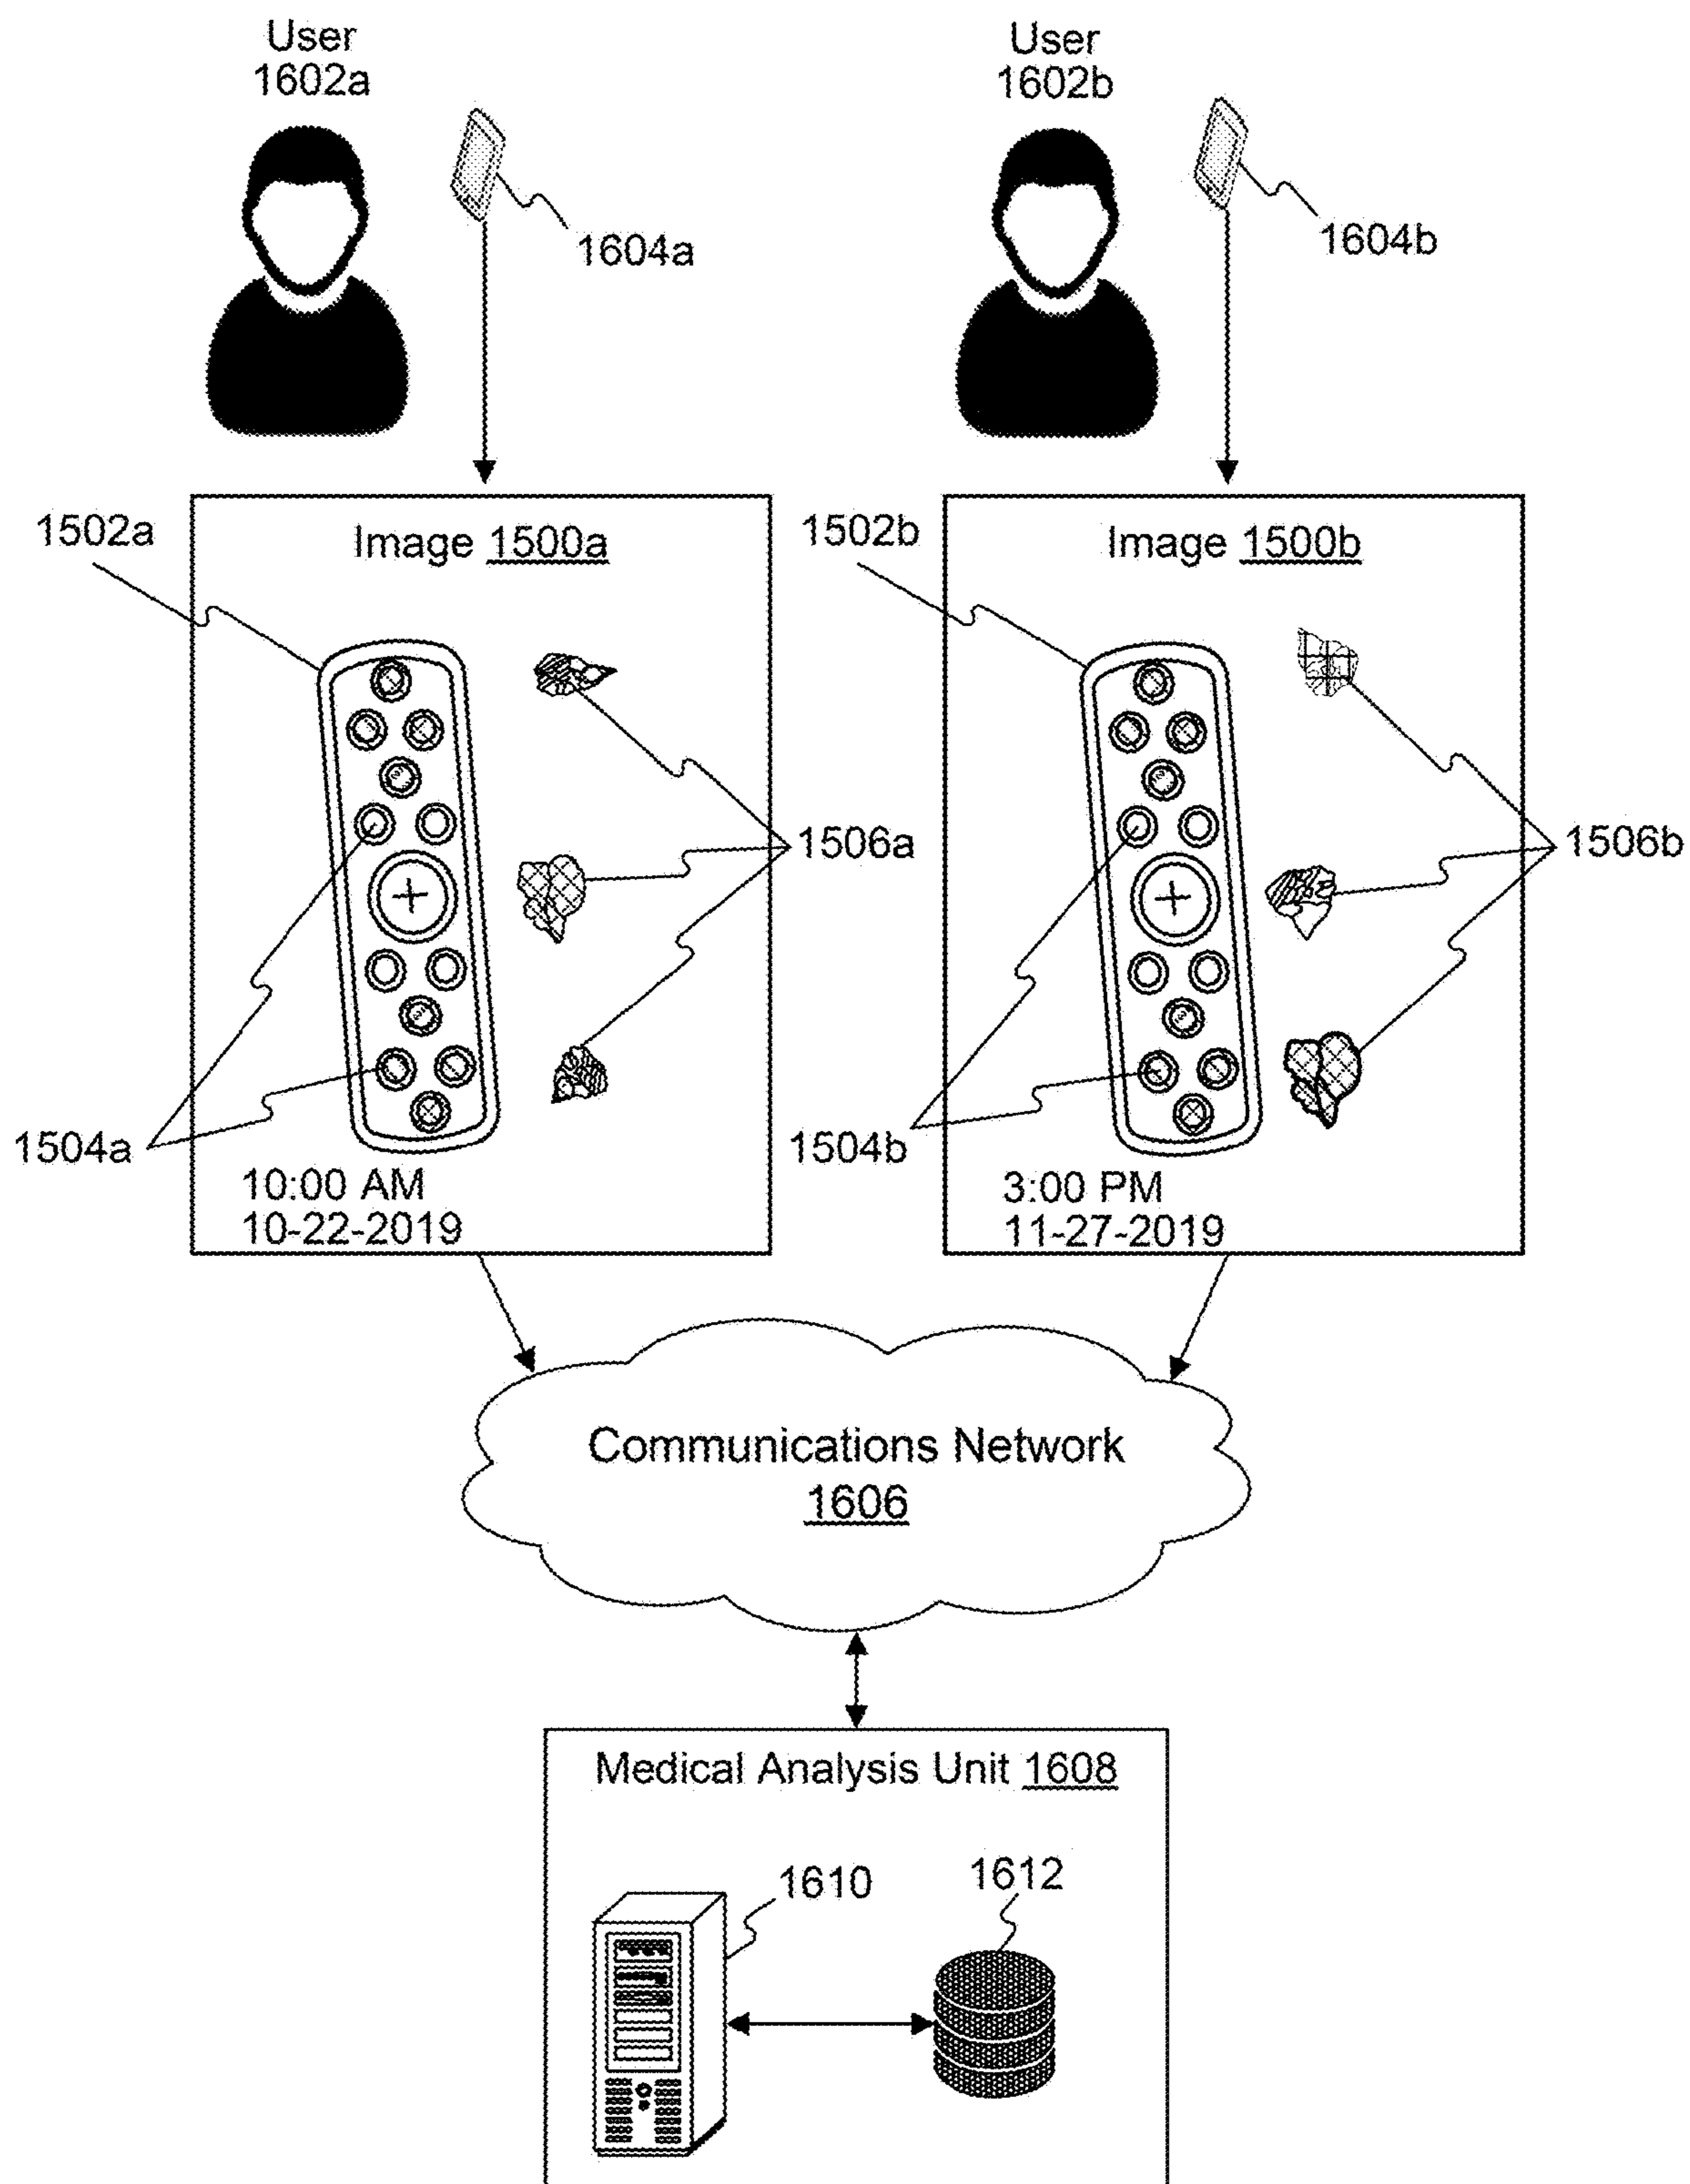 User
1602a
User
1602b
1604a
1604b
1502a
Image 1500a
1502b
Image 1500b
1506a
1506b
1504a
1504b
10:00 AM
10-22-2019
3:00 PM
11-27-2019
Communications Network
1606
Medical Analysis Unit 1608
1610
1612